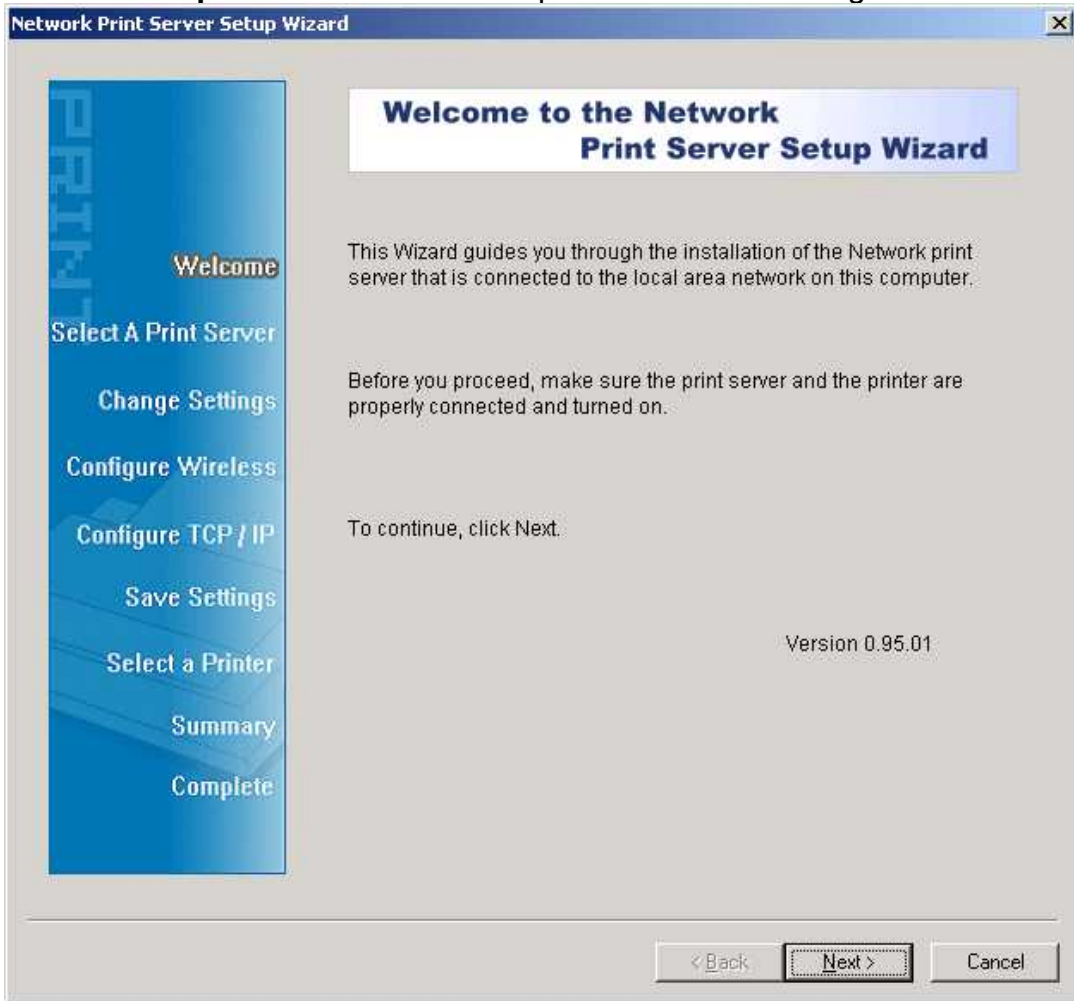 Network Print Server Setup Wizard
PRINT
Welcome to the Network
Print Server Setup Wizard
Welcome
Select A Print Server
Change Settings
Configure Wireless
Configure TCP / IP
Save Settings
Select a Printer
Summary
Complete
This Wizard guides you through the installation of the Network print
server that is connected to the local area network on this computer.
Before you proceed, make sure the print server and the printer are
properly connected and turned on.
To continue, click Next.
Version 0.95.01
< Back
Next >
Cancel